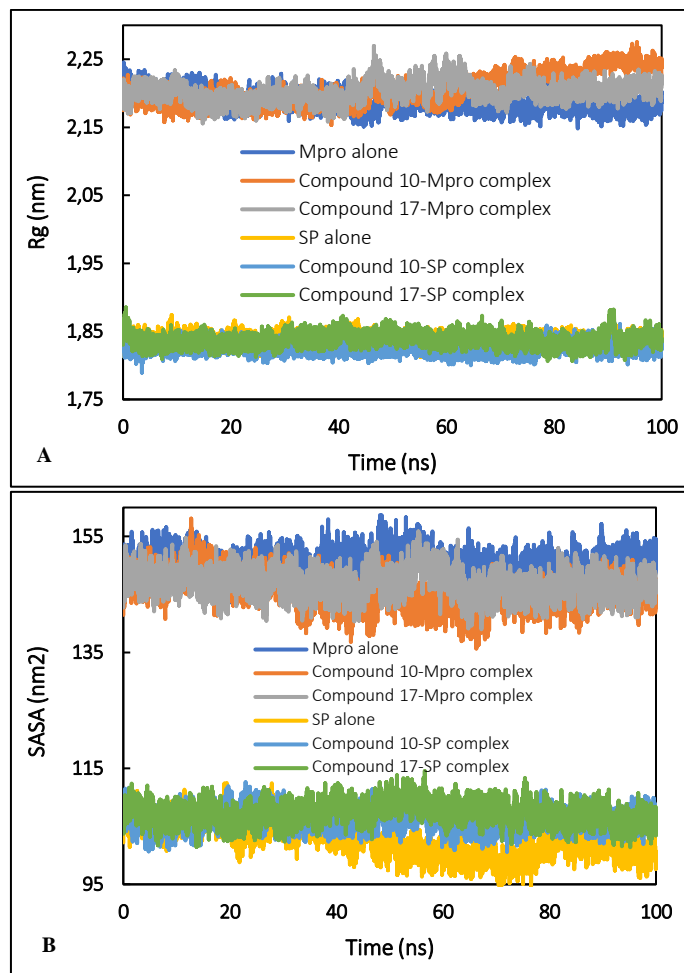 2,25
2,15
2,05
1,95
1,85
1,75
Rg (nm)
Mpro alone
Compound 10-Mpro complex
Compound 17-Mpro complex
SP alone
Compound 10-SP complex
Compound 17-SP complex
0 20 40 60 80 100
A
Time (ns)
155
135
115
95
SASA (nm2)
Mpro alone
Compound 10-Mpro complex
Compound 17-Mpro complex
SP alone
Compound 10-SP complex
Compound 17-SP complex
0 20 40 60 80 100
B
Time (ns)